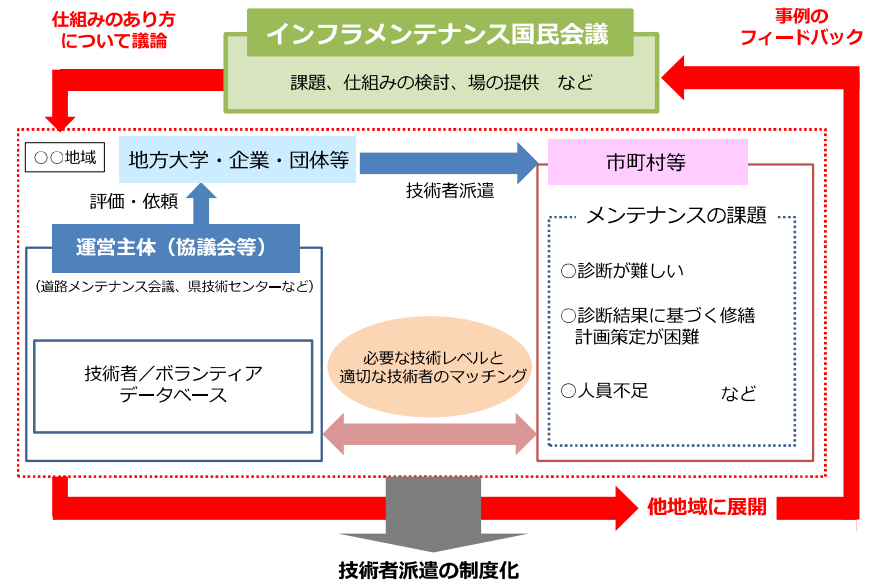 仕組みのあり方
について議論
インフラメンテナンス国民会議
課題、仕組みの検討、場の提供　など
事例の
フィードバック
○○地域
地方大学・企業・団体等
技術者派遣
市町村等
評価・依頼
運営主体（協議会等）
（道路メンテナンス会議、県技術センターなど）
技術者／ボランティア
データベース
必要な技術レベルと
適切な技術者のマッチング
メンテナンスの課題
○診断が難しい
○診断結果に基づく修繕
計画策定が困難
○人員不足　　　　など
他地域に展開
技術者派遣の制度化